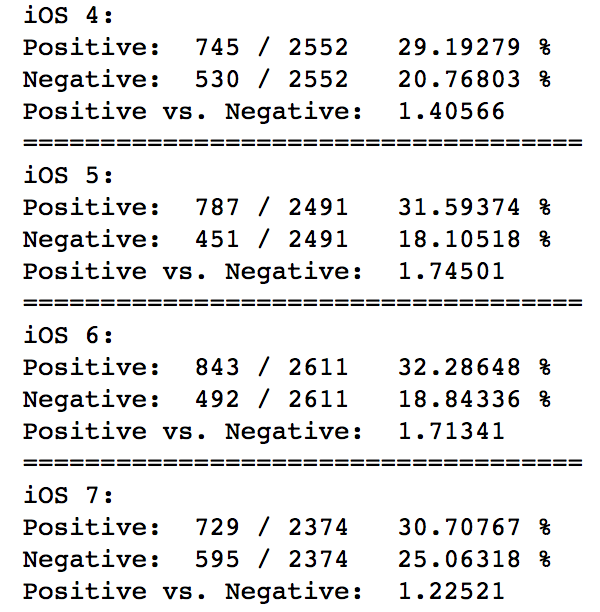 iOS 4:
Positive:  745 / 2552   29.19279 %
Negative:  530 / 2552   20.76803 %
Positive vs. Negative:  1.40566
====================================
iOS 5:
Positive:  787 / 2491   31.59374 %
Negative:  451 / 2491   18.10518 %
Positive vs. Negative:  1.74501
====================================
iOS 6:
Positive:  843 / 2611   32.28648 %
Negative:  492 / 2611   18.84336 %
Positive vs. Negative:  1.71341
====================================
iOS 7:
Positive:  729 / 2374   30.70767 %
Negative:  595 / 2374   25.06318 %
Positive vs. Negative:  1.22521